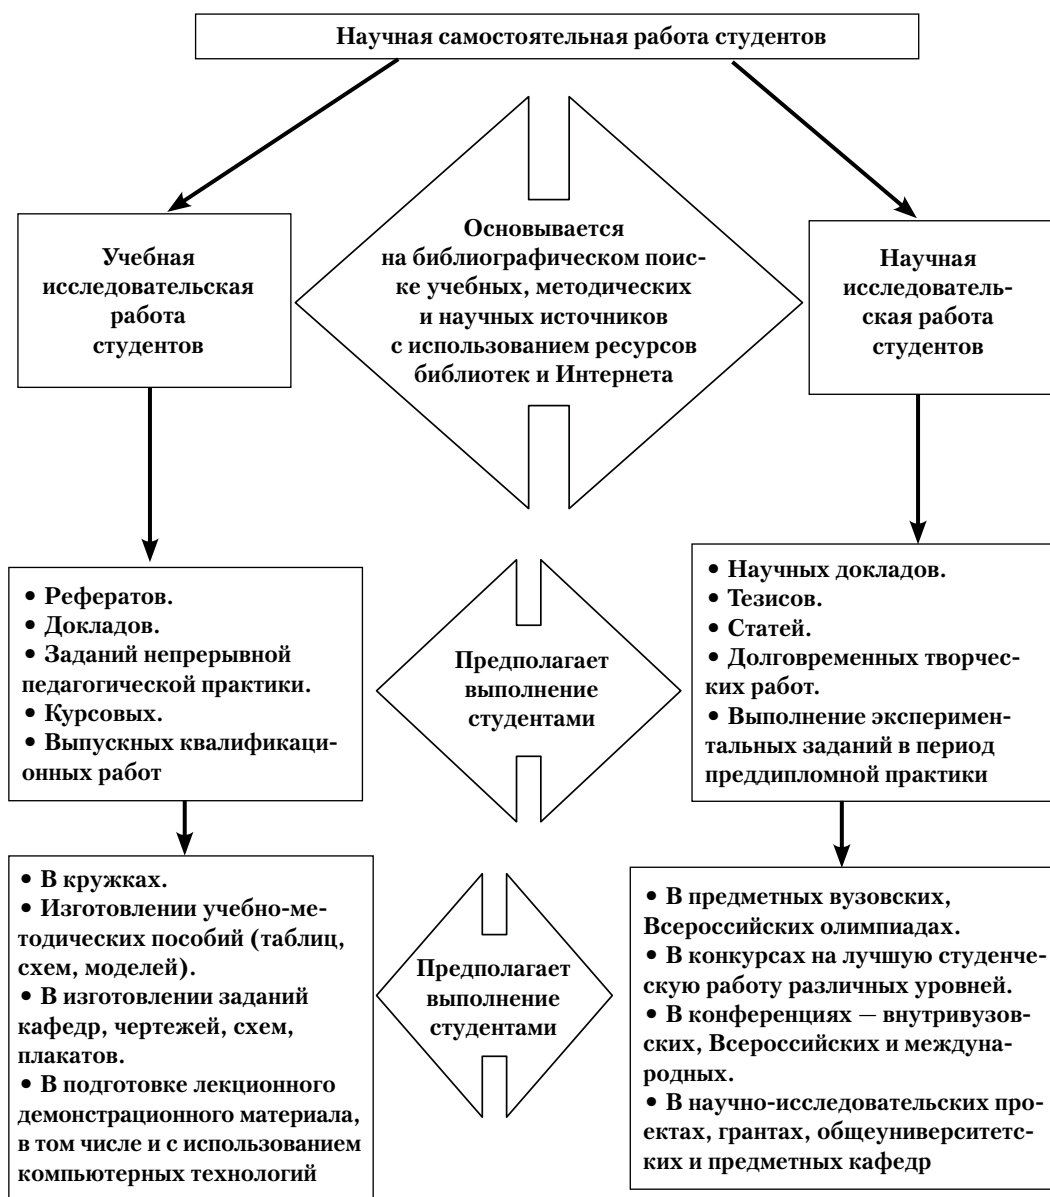 Научная самостоятельная работа студентов
Учебная
исследовательская
работа
студентов
Основывается
на библиографическом поис-
ке учебных, методических
и научных источников
с использованием ресурсов
библиотек и Интернета
Научная
исследователь-
ская работа
студентов
• Рефератов.
• Докладов.
• Заданий непрерывной
педагогической практики.
• Курсовых.
• Выпускных квалификаци-
онных работ
Предполагает
выполнение
студентами
• Научных докладов.
• Тезисов.
• Статей.
• Долговременных творчес-
ких работ.
• Выполнение эксперимен-
тальных заданий в период
преддипломной практики
• В кружках.
• Изготовлении учебно-ме-
тодических пособий (таблиц,
схем, моделей).
• В изготовлении заданий
кафедр, чертежей, схем,
плакатов.
• В подготовке лекционного
демонстрационного материала,
в том числе и с использованием
компьютерных технологий
Предполагает
выполнение
студентами
• В предметных вузовских,
Всероссийских олимпиадах.
• В конкурсах на лучшую студенче-
скую работу различных уровней.
• В конференциях — внутривузов-
ских, Всероссийских и междуна-
родных.
• В научно-исследовательских про-
ектах, грантах, общеуниверситетс-
ких и предметных кафедр